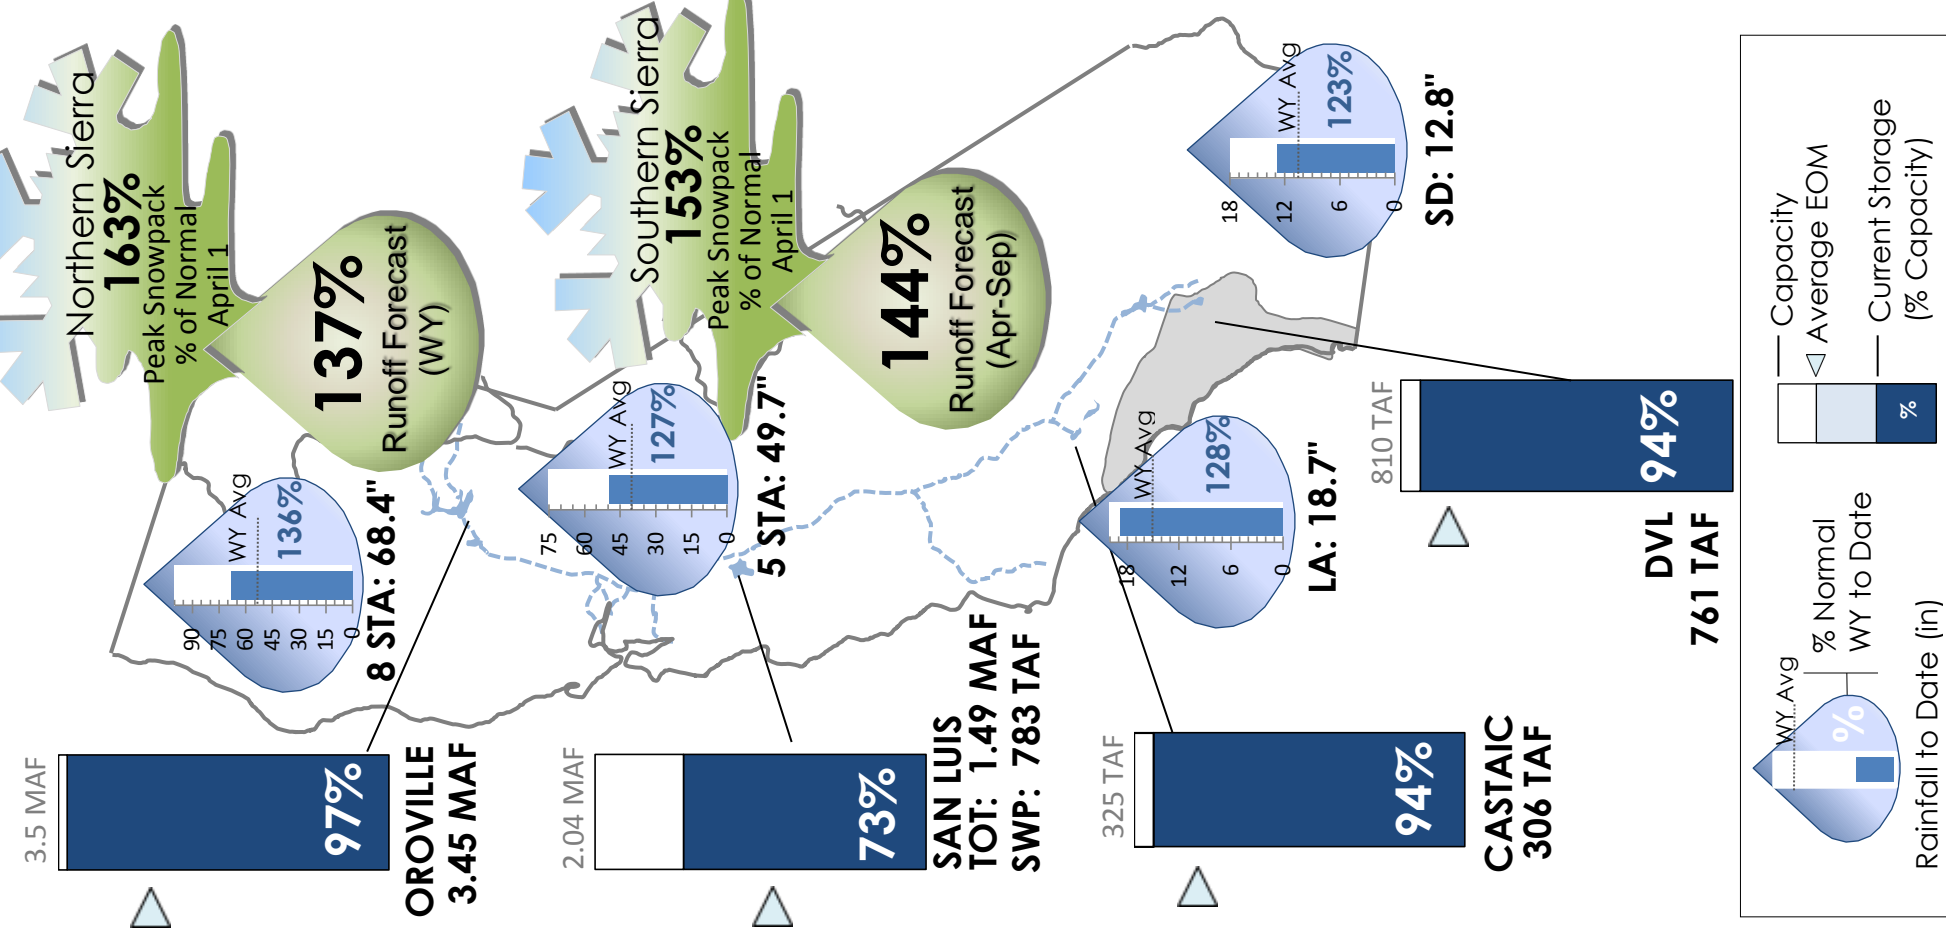 Northern Sierra
163%
Peak Snowpack
% of Normal
April 1
137%
Runoff Forecast
(WY)
WY Avg
136%
90
75
60
45
30
15
0
8 STA: 68.4"
3.5 MAF
97%
OROVILLE
3.45 MAF
Southern Sierra
153%
Peak Snowpack
% of Normal
April 1
144%
Runoff Forecast
(Apr-Sep)
WY Avg
127%
75
60
45
30
15
0
5 STA: 49.7"
2.04 MAF
73%
SAN LUIS
TOT: 1.49 MAF
SWP: 783 TAF
WY Avg
123%
18
12
6
0
SD: 12.8"
WY Avg
128%
18
12
6
0
LA: 18.7"
325 TAF
94%
CASTAIC
306 TAF
810 TAF
94%
DVL
761 TAF
WY Avg
%
% Normal
WY to Date
Rainfall to Date (in)
Capacity
Average EOM
%
Current Storage
(% Capacity)